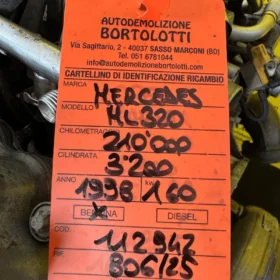 AUTODEMOLIZIONE
BORTOLOTTI
Via Sagittario, 2 - 40037 SASSO MARCONI (BO)
Tel. 051 6781044
info@autodemolizionebortolotti.com
CARTELLINO DI IDENTIFICAZIONE RICAMBIO
MARCA MERCEDES
MODELLO ML320
CHILOMETRAGGIO 210'000
CILINDRATA 3'200
ANNO 1998 kw 160
BENZINA X DIESEL
COD. 112942
RIF. 806/25